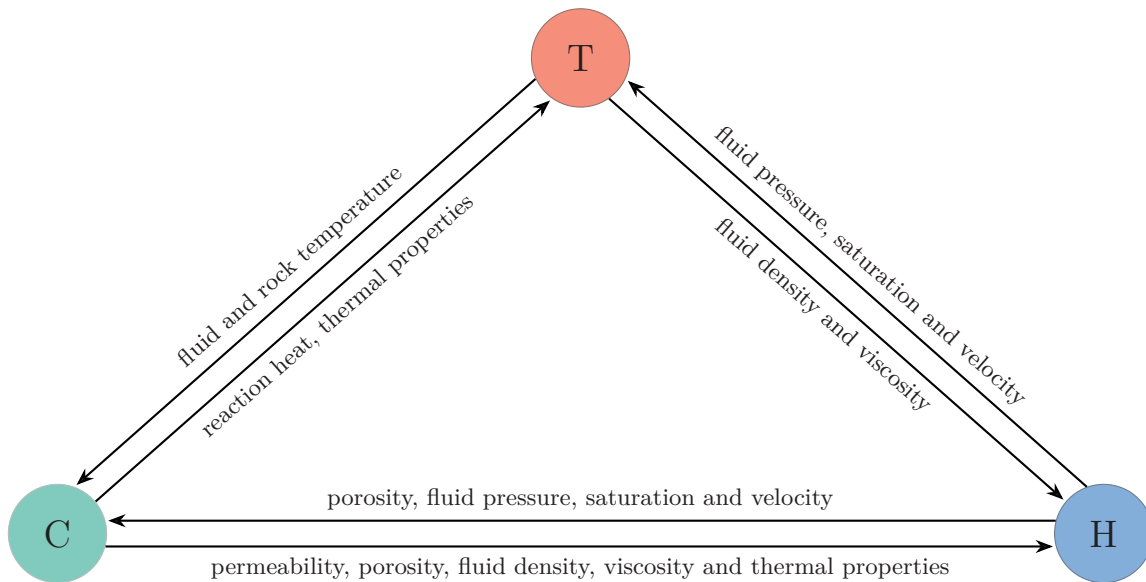 T
fluid pressure, saturation and velocity
fluid and rock temperature
fluid density and viscosity
reaction heat, thermal properties
porosity, fluid pressure, saturation and velocity
C
H
permeability, porosity, fluid density, viscosity and thermal properties